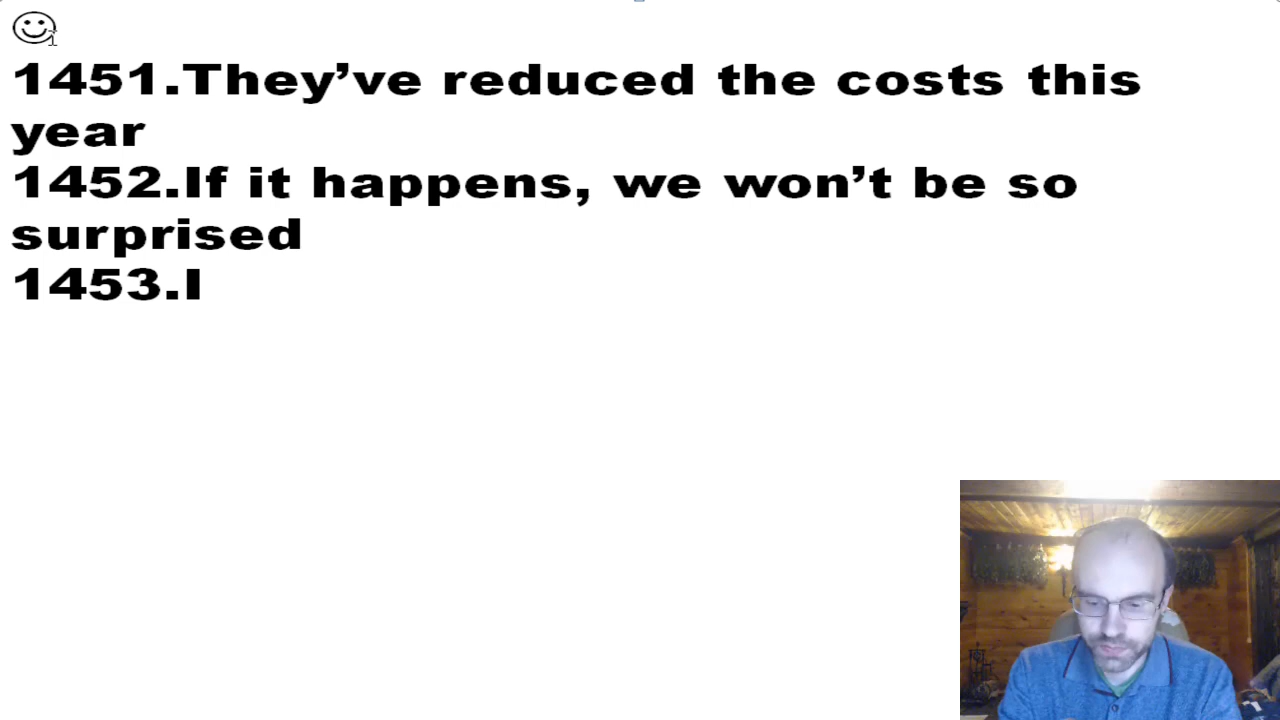 1451.They’ve reduced the costs this
year
1452.If it happens, we won’t be so
surprised
1453.I